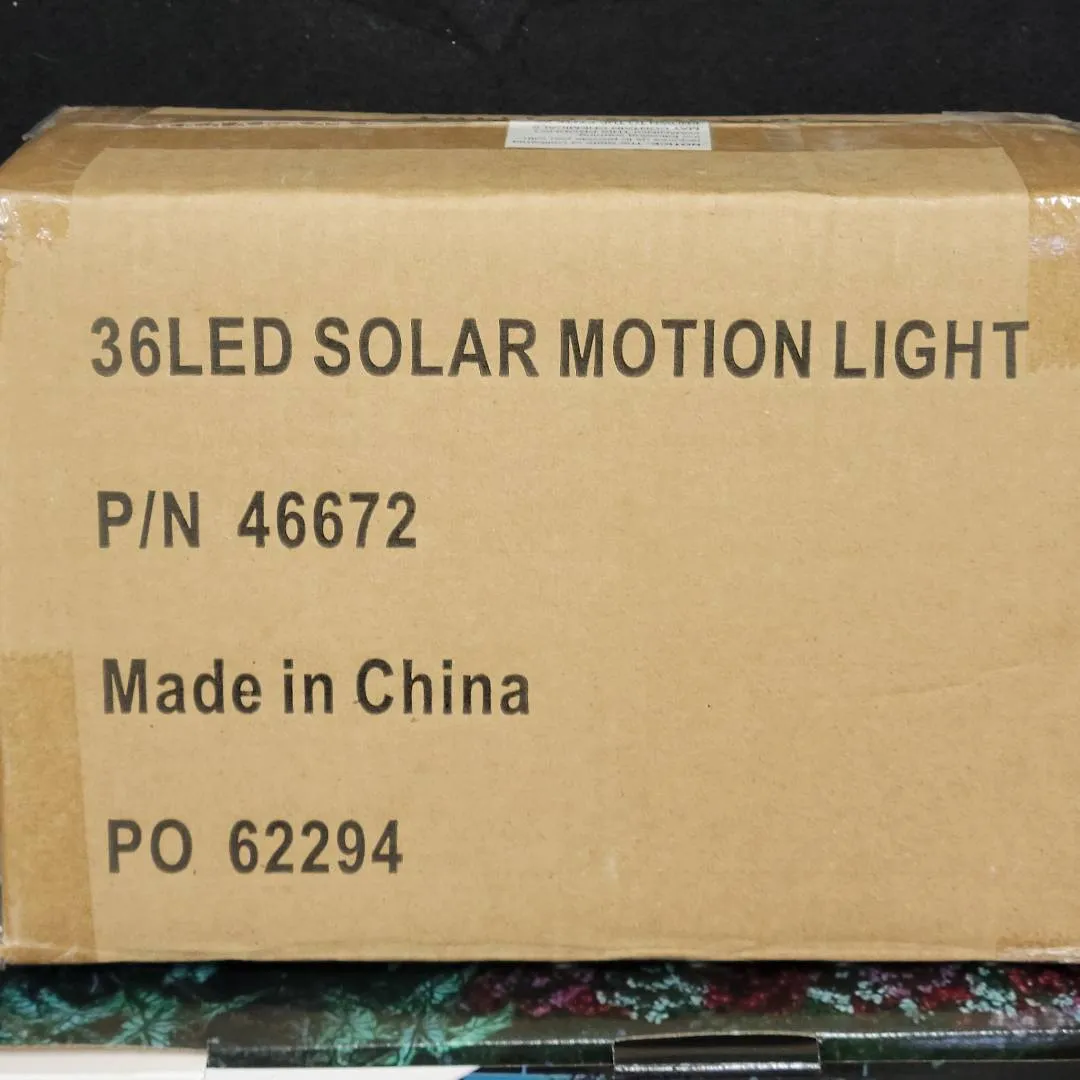 36LED SOLAR MOTION LIGHT
P/N 46672
Made in China
PO 62294